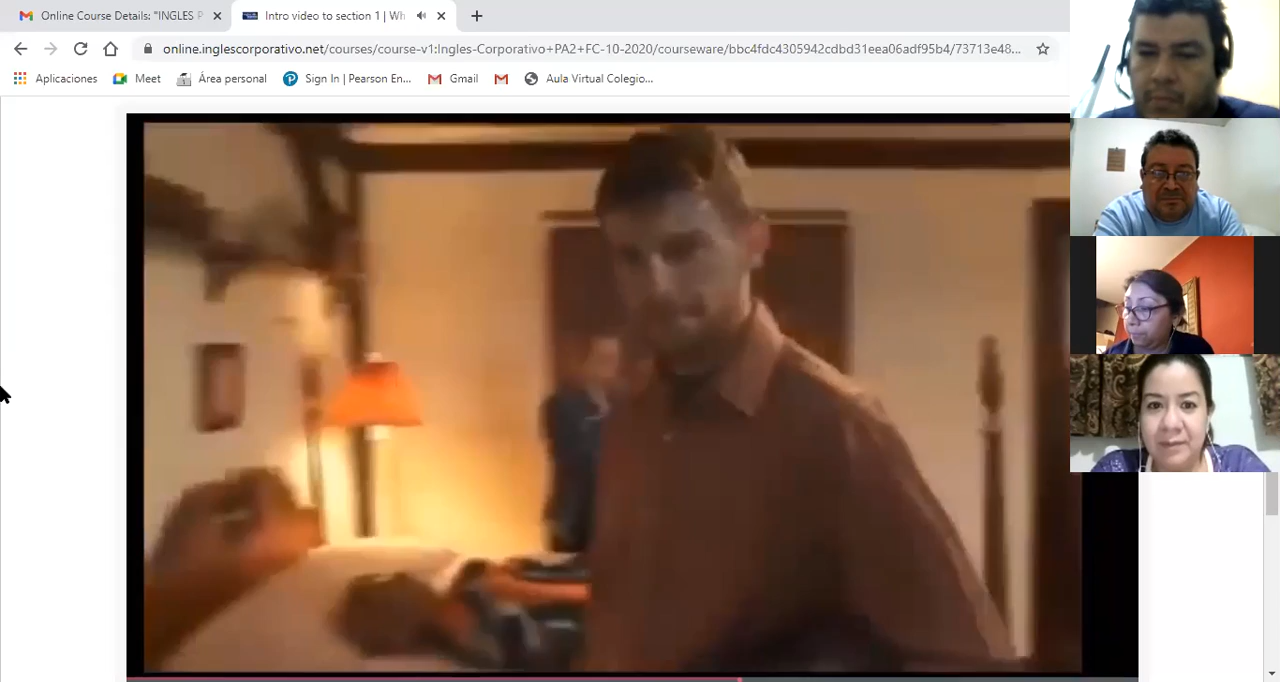 Online Course Details: "INGLES P
Intro video to section 1 | Wh
online.inglescorporativo.net/courses/course-v1:Ingles-Corporativo+PA2+FC-10-2020/courseware/bbc4fdc4305942cdbd31eea06adf95b4/73713e48...
Aplicaciones Meet Área personal Sign In | Pearson En... Gmail Aula Virtual Colegio...